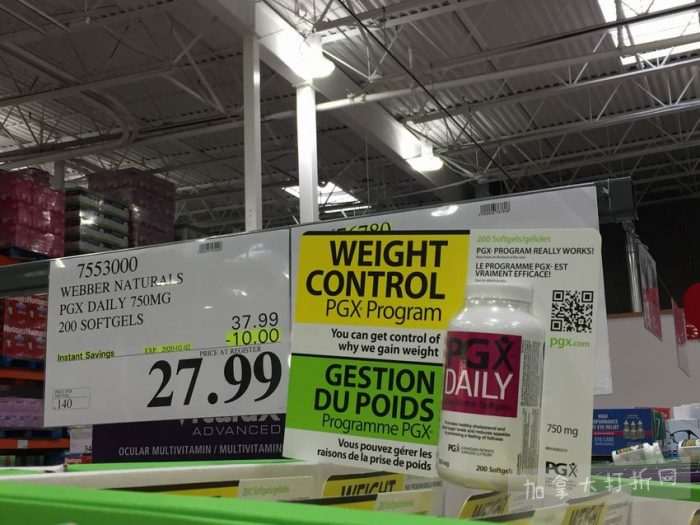 7553000
WEBBER NATURALS
PGX DAILY 750MG
200 SOFTGELS
37.99
-10.00
Instant Savings
PRICE AT REGISTER
27.99
140
ADVANCED
OCULAR MULTIVITAMIN / MULTIVITAMIN
WEIGHT
CONTROL
PGX Program
You can get control of
why we gain weight
GESTION
DU POIDS
Programme PGX
Vous pouvez gérer les
raisons de la prise de poids
200 Softgels/gélules
PGX PROGRAM REALLY WORKS!
LE PROGRAMME PGX EST
VRAIMENT EFFICACE!
pgx.com
PGX
DAILY
200 Softgels
750 mg
PGX
WEIGHT
加拿大打折网